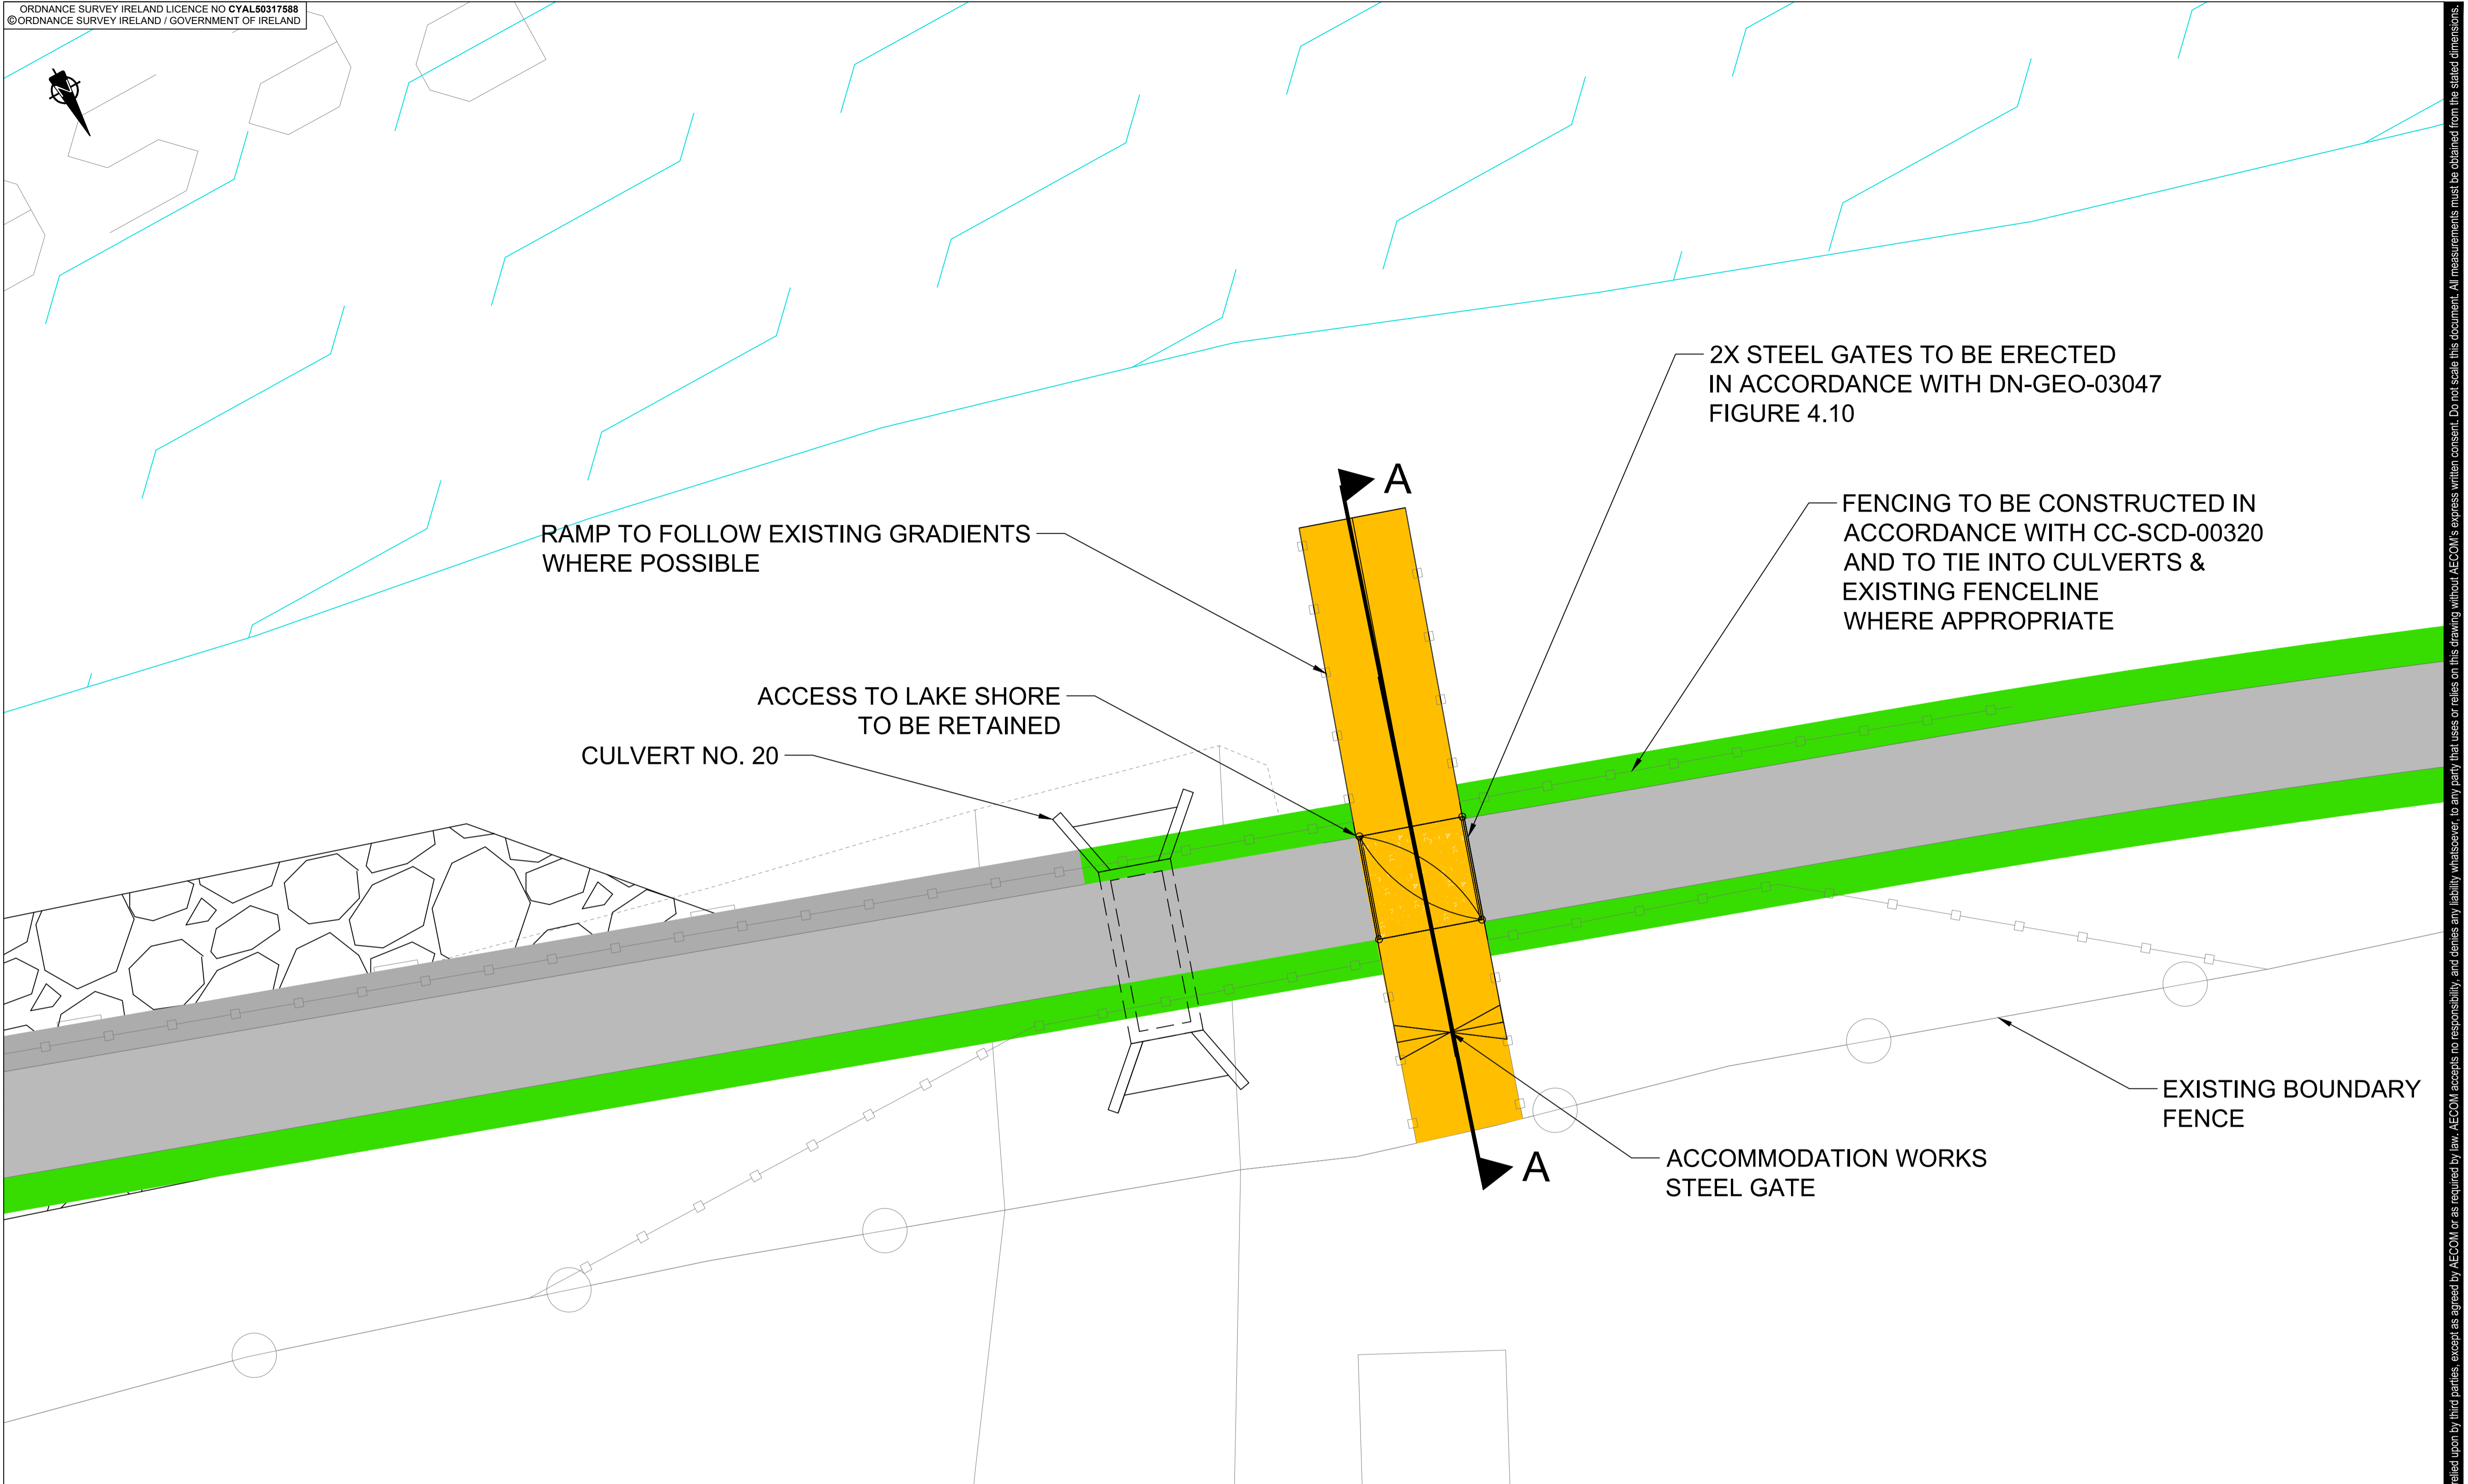 ORDNANCE SURVEY IRELAND LICENCE NO CYAL50317588
©ORDNANCE SURVEY IRELAND / GOVERNMENT OF IRELAND
N
2X STEEL GATES TO BE ERECTED
IN ACCORDANCE WITH DN-GEO-03047
FIGURE 4.10
A
FENCING TO BE CONSTRUCTED IN
ACCORDANCE WITH CC-SCD-00320
AND TO TIE INTO CULVERTS &
EXISTING FENCELINE
WHERE APPROPRIATE
RAMP TO FOLLOW EXISTING GRADIENTS
WHERE POSSIBLE
ACCESS TO LAKE SHORE
TO BE RETAINED
CULVERT NO. 20
EXISTING BOUNDARY
FENCE
ACCOMMODATION WORKS
STEEL GATE
A
relied upon by third parties, except as agreed by AECOM or as required by law. AECOM accepts no responsibility, and denies any liability whatsoever, to any party that uses or relies on this drawing without AECOM's express written consent. Do not scale this document. All measurements must be obtained from the stated dimensions.